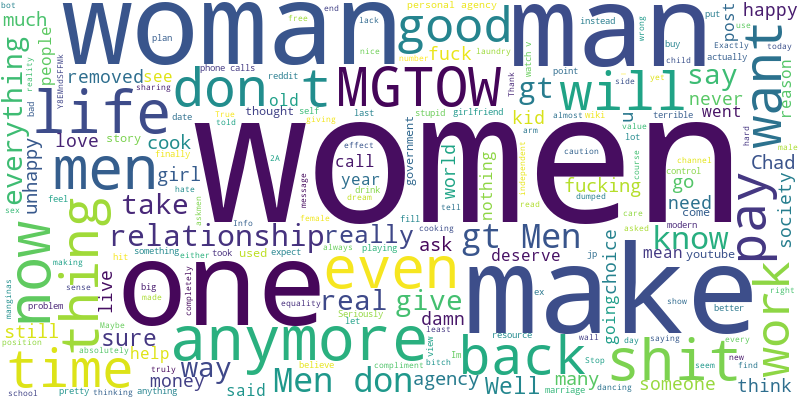 bot
plan
much
people
everything
unhappy
bad
reality
Y8EMndSFFMk
removed
sharing
woman
phone calls
don t
life
love
story
cook
men
girl
feel
sex
now
thing
hate
take
dream
Info
relationship
something
making
hit
either
took
used
live
completely
big
made
sense
manginas
problem
Maybe
still
position
absolutely
sure
time
help
school
pretty
thinking
truly
anything
money
way
said
believe
women
one
thought
old
date
True
told
finally
giving
reddit
free
end
lack
nice
MGTOW
self
last
effect
2A
call
year
message
drink
female
askmen
fill
always
playing
expect
equality
Seriously
let
real
even
anymore
Men don
personal agency
good
fuck
see
number
laundry
instead
Thank
watch v
gt
point
stupid
girlfriend
government
world
tell
arm
almost
independent
nothing
kid
wiki
caution
fucking
read
dumped
really
cooking
ask
gt Men
deserve
ex
give
damn
least
view
Im
bitch
compliment
resource
agency
Well
marriage
many
back
make
man
will
exactly
buy
wrong
child
actually
side
yet
terrible
value
lot
u
course
go
need
care
asked
know
mean
jp
goingchoice
day
wall
show
saying
Stop
dancing
someone
shit
seem
post
put
say
never
went
channel
control
come
modern
youtube
better
every
new
find
think
want
pay
work
happy
use
today
reason
Chad
hard
male
society
right